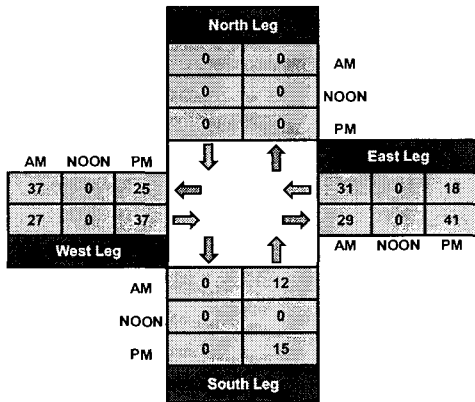 North Leg
0 0 AM
0 0 NOON
0 0 PM
AM NOON PM
East Leg
37 0 25
31 0 18
27 0 37
29 0 41
West Leg
AM NOON PM
AM 0 12
NOON 0 0
PM 0 15
South Leg